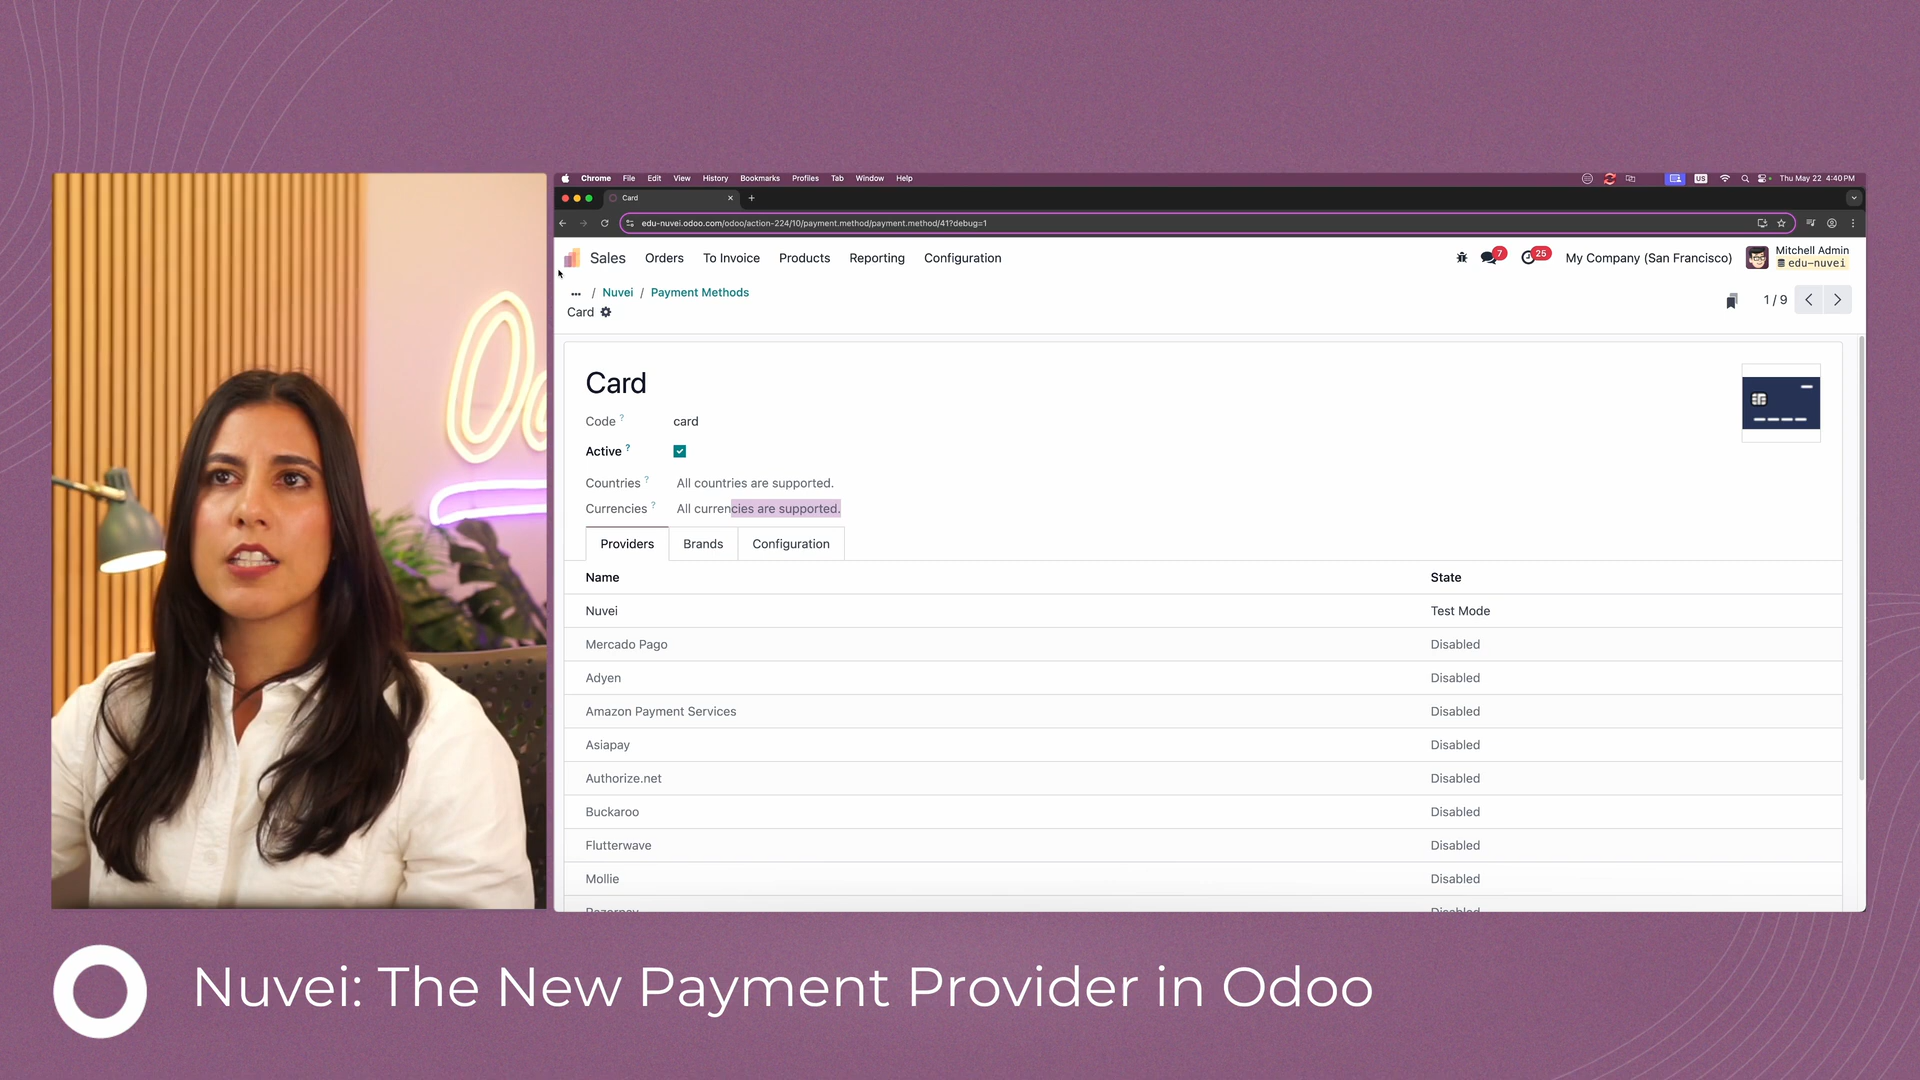 Chrome File Edit View History Bookmarks Profiles Tab Window Help
US Thu May 22 4:40 PM
Card
edu-nuvei.odoo.com/odoo/action-224/10/payment.method/payment.method/41?debug=1
Sales Orders To Invoice Products Reporting Configuration
7 25 My Company (San Francisco) Mitchell Admin
edu-nuvei
... / Nuvei / Payment Methods
Card
1 / 9
Card
Code ? card
Active ?
Countries ? All countries are supported.
Currencies ? All currencies are supported.
Providers Brands Configuration
Name State
Nuvei Test Mode
Mercado Pago Disabled
Adyen Disabled
Amazon Payment Services Disabled
Asiapay Disabled
Authorize.net Disabled
Buckaroo Disabled
Flutterwave Disabled
Mollie Disabled
Nuvei: The New Payment Provider in Odoo